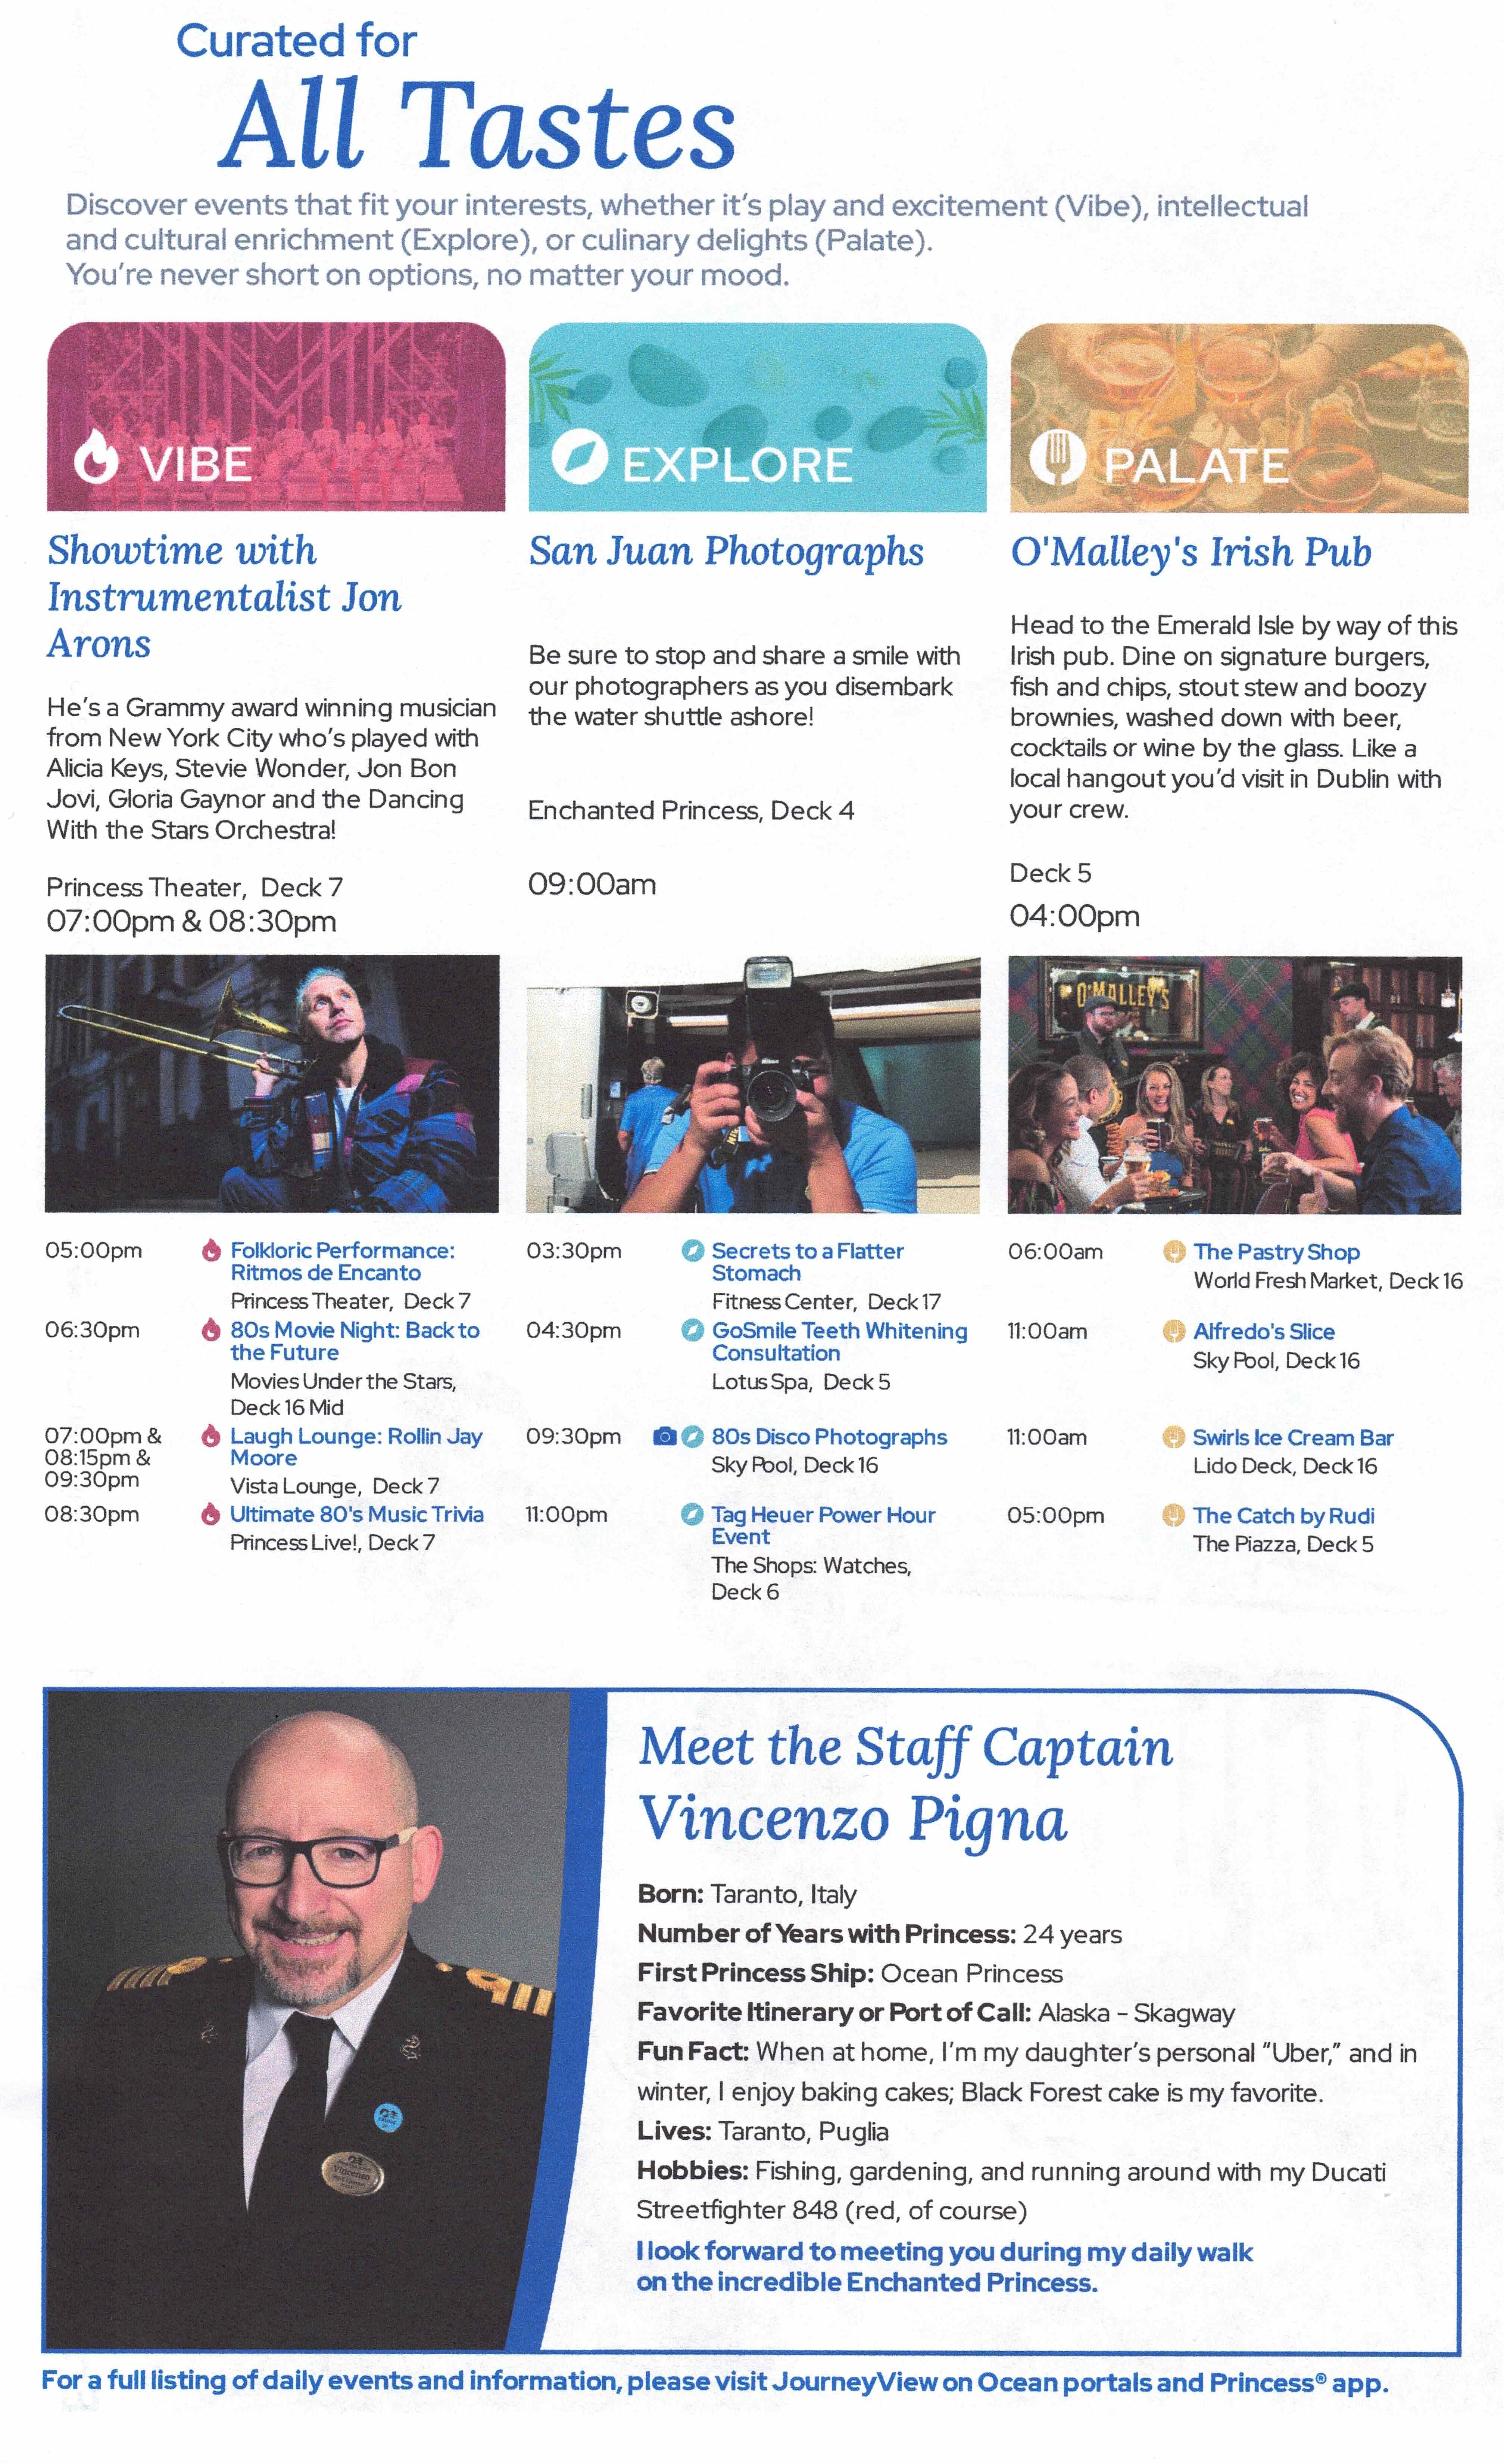 Curated for
All Tastes
Discover events that fit your interests, whether it's play and excitement (Vibe), intellectual
and cultural enrichment (Explore), or culinary delights (Palate).
You're never short on options, no matter your mood.
VIBE
Showtime with
Instrumentalist Jon
Arons
He's a Grammy award winning musician
from New York City who's played with
Alicia Keys, Stevie Wonder, Jon Bon
Jovi, Gloria Gaynor and the Dancing
With the Stars Orchestra!
Princess Theater, Deck 7
07:00pm & 08:30pm
EXPLORE
San Juan Photographs
Be sure to stop and share a smile with
our photographers as you disembark
the water shuttle ashore!
Enchanted Princess, Deck 4
09:00am
PALATE
O'Malley's Irish Pub
Head to the Emerald Isle by way of this
Irish pub. Dine on signature burgers,
fish and chips, stout stew and boozy
brownies, washed down with beer,
cocktails or wine by the glass. Like a
local hangout you'd visit in Dublin with
your crew.
Deck 5
04:00pm
O'MALLEY'S
05:00pm Folkloric Performance:
Ritmos de Encanto
Princess Theater, Deck 7
06:30pm 80s Movie Night: Back to
the Future
Movies Under the Stars,
Deck 16 Mid
07:00pm & Laugh Lounge: Rollin Jay
08:15pm & Moore
09:30pm Vista Lounge, Deck 7
08:30pm Ultimate 80's Music Trivia
Princess Live!, Deck 7
03:30pm Secrets to a Flatter
Stomach
Fitness Center, Deck 17
04:30pm GoSmile Teeth Whitening
Consultation
Lotus Spa, Deck 5
09:30pm 80s Disco Photographs
Sky Pool, Deck 16
11:00pm Tag Heuer Power Hour
Event
The Shops: Watches,
Deck 6
06:00am The Pastry Shop
World Fresh Market, Deck 16
11:00am Alfredo's Slice
Sky Pool, Deck 16
11:00am Swirls Ice Cream Bar
Lido Deck, Deck 16
05:00pm The Catch by Rudi
The Piazza, Deck 5
Vincenzo
Meet the Staff Captain
Vincenzo Pigna
Born: Taranto, Italy
Number of Years with Princess: 24 years
First Princess Ship: Ocean Princess
Favorite Itinerary or Port of Call: Alaska – Skagway
Fun Fact: When at home, I'm my daughter's personal "Uber," and in
winter, I enjoy baking cakes; Black Forest cake is my favorite.
Lives: Taranto, Puglia
Hobbies: Fishing, gardening, and running around with my Ducati
Streetfighter 848 (red, of course)
I look forward to meeting you during my daily walk
on the incredible Enchanted Princess.
For a full listing of daily events and information, please visit JourneyView on Ocean portals and Princess® app.